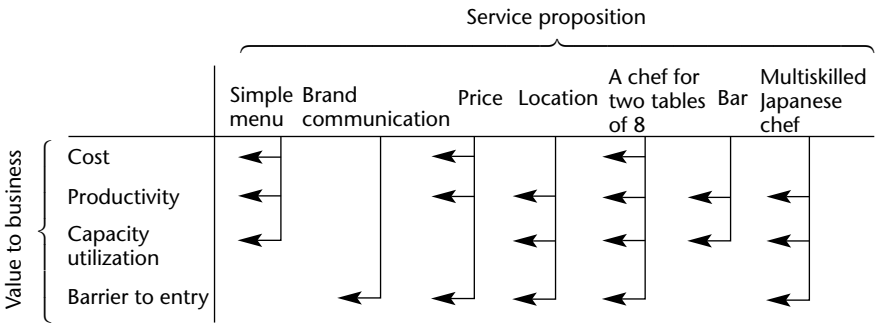 Service proposition
Simple menu
Brand communication
Price
Location
A chef for two tables of 8
Bar
Multiskilled Japanese chef
Value to business
Cost
Productivity
Capacity utilization
Barrier to entry